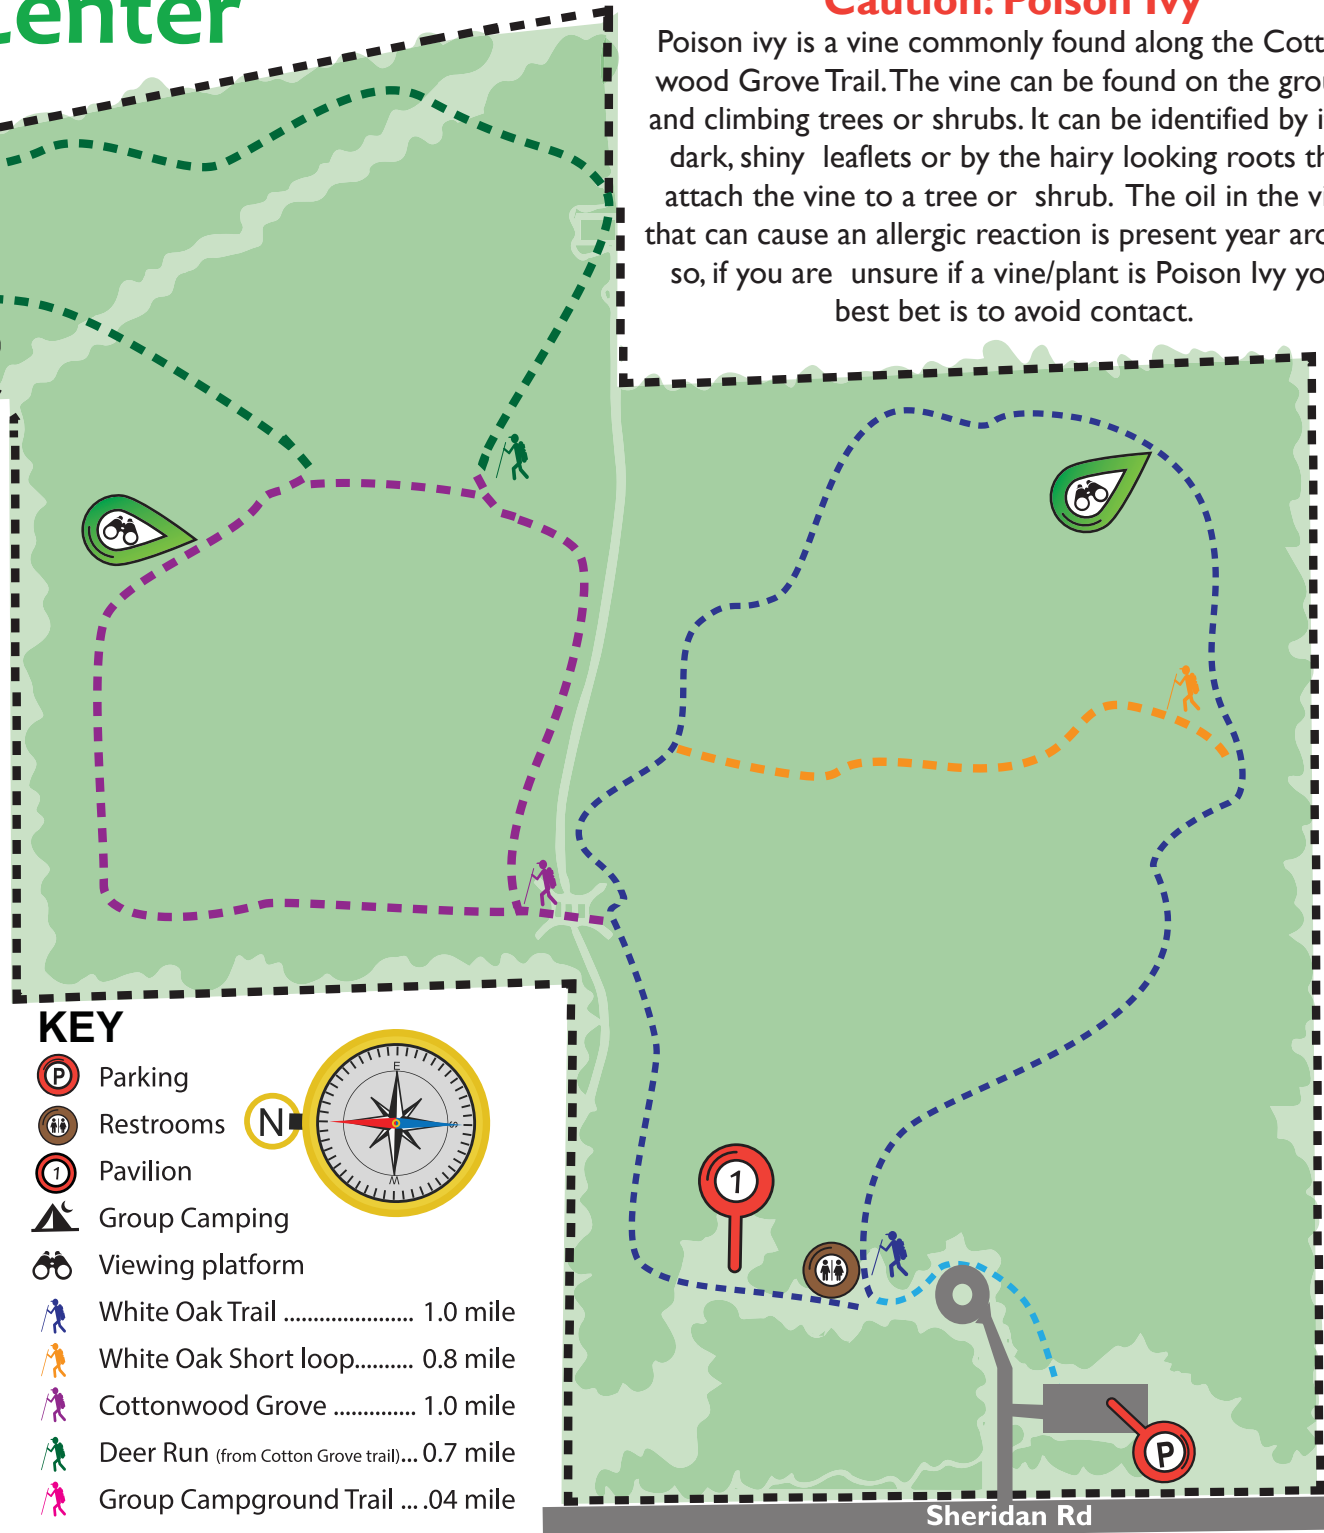 enter
Caution: Poison Ivy
Poison ivy is a vine commonly found along the Cott
wood Grove Trail. The vine can be found on the grou
and climbing trees or shrubs. It can be identified by i
dark, shiny leaflets or by the hairy looking roots th
attach the vine to a tree or shrub. The oil in the vi
that can cause an allergic reaction is present year aro
so, if you are unsure if a vine/plant is Poison Ivy yo
best bet is to avoid contact.
KEY
P Parking
Restrooms
1 Pavilion
Group Camping
Viewing platform
White Oak Trail ...................... 1.0 mile
White Oak Short loop.......... 0.8 mile
Cottonwood Grove .............. 1.0 mile
Deer Run (from Cotton Grove trail)... 0.7 mile
Group Campground Trail ... .04 mile
N
E
S
W
1
P
Sheridan Rd